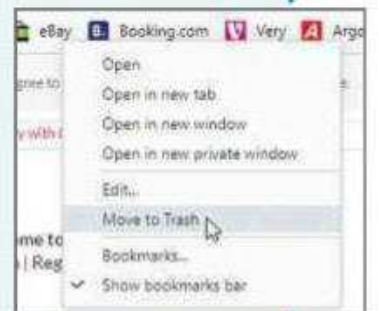 eBay B. Booking.com V Very A Argo
gree to
Open
Open in new tab
y with
Open in new window
Open in new private window
Edit...
Move to Trash
me to
| Reg
Bookmarks...
Show bookmarks bar